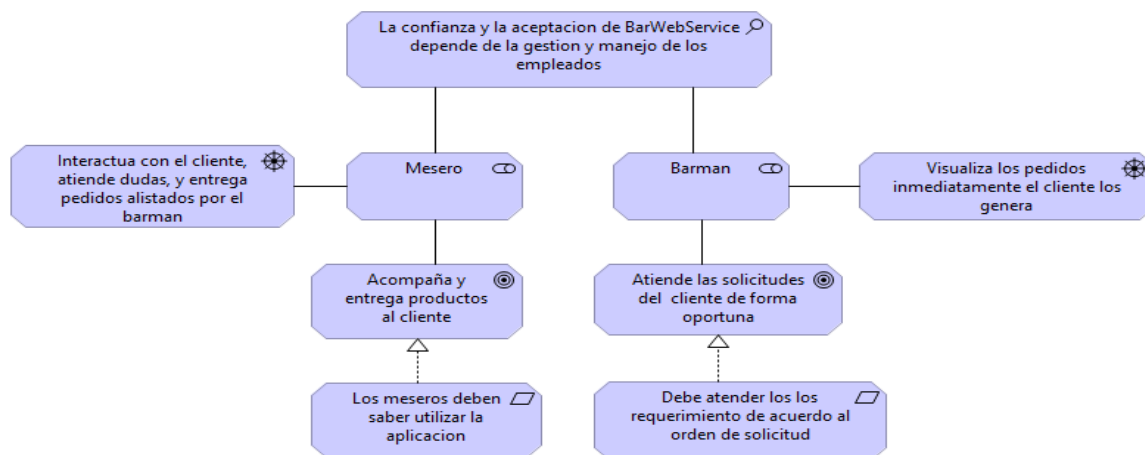 La confianza y la aceptacion de BarWebService
depende de la gestion y manejo de los
empleados
Interactua con el cliente,
atiende dudas, y entrega
pedidos alistados por el
barman
Mesero
Barman
Visualiza los pedidos
inmediatamente el cliente los
genera
Acompaña y
entrega productos
al cliente
Atiende las solicitudes
del cliente de forma
oportuna
Los meseros deben
saber utilizar la
aplicacion
Debe atender los los
requerimiento de acuerdo al
orden de solicitud